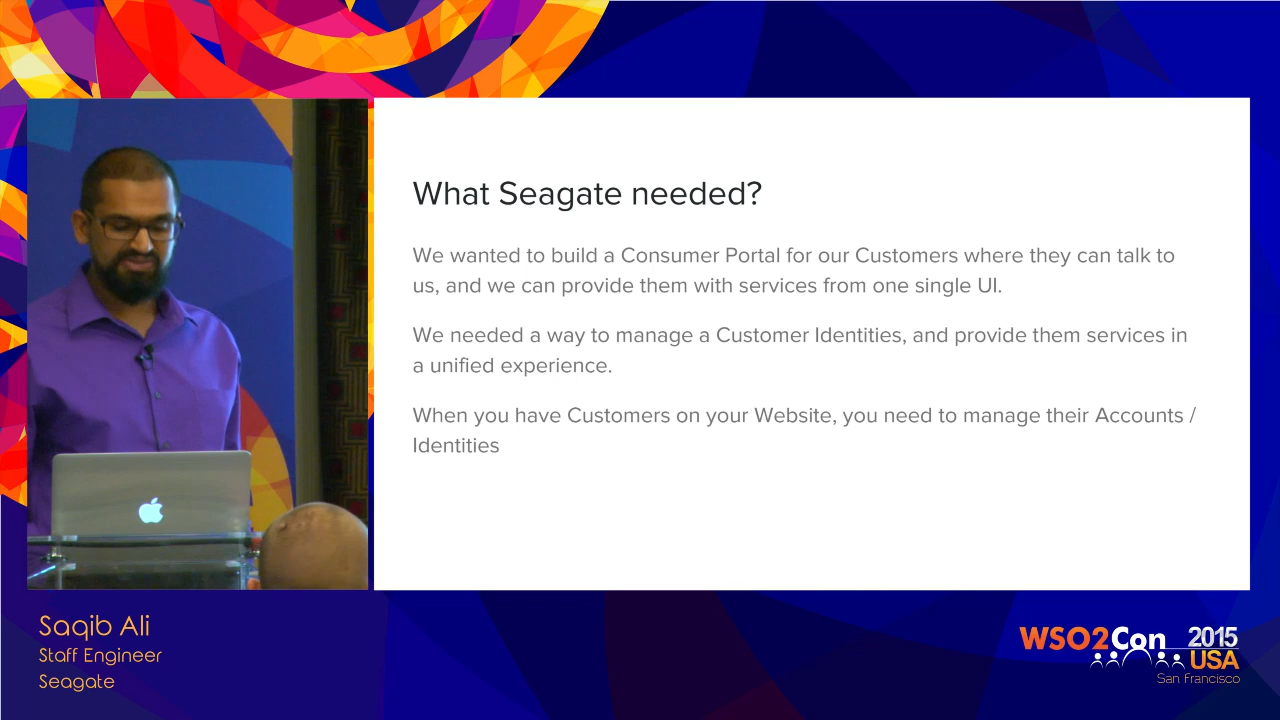 What Seagate needed?
We wanted to build a Consumer Portal for our Customers where they can talk to
us, and we can provide them with services from one single UI.
We needed a way to manage a Customer Identities, and provide them services in
a unified experience.
When you have Customers on your Website, you need to manage their Accounts /
Identities
Saqib Ali
Staff Engineer
Seagate
WSO2Con 2015
USA
San Francisco